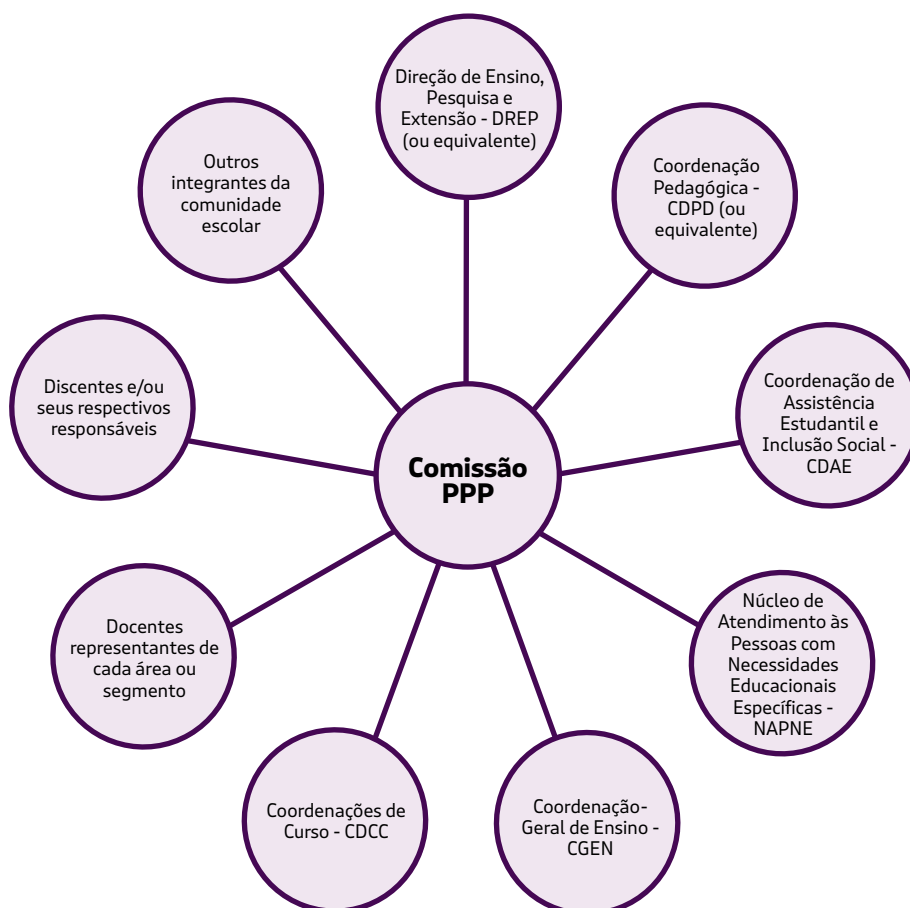 Direção de Ensino,
Pesquisa e
Extensão - DREP
(ou equivalente)
Coordenação
Pedagógica -
CDPD (ou
equivalente)
Coordenação de
Assistência
Estudantil e
Inclusão Social -
CDAE
Núcleo de
Atendimento às
Pessoas com
Necessidades
Educacionais
Específicas -
NAPNE
Coordenação-
Geral de Ensino -
CGEN
Coordenações de
Curso - CDCC
Docentes
representantes de
cada área ou
segmento
Discentes e/ou
seus respectivos
responsáveis
Outros
integrantes da
comunidade
escolar
Comissão
PPP